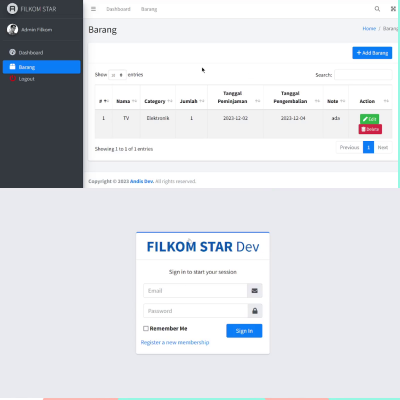 FILKOM STAR
Dashboard Barang
Admin Filkom
Dashboard
Barang
Logout
Barang
Home / Barang
+ Add Barang
Show entries
Search:
# Nama Category Jumlah Tanggal Peminjaman Tanggal Pengembalian Note Action
1 TV Elektronik 1 2023-12-02 2023-12-04 ada Edit
Delete
Showing 1 to 1 of 1 entries
Previous 1 Next
Copyright © 2023 Andis Dev. All rights reserved.
FILKOM STAR Dev
Sign in to start your session
Email
Password
Remember Me
Sign In
Register a new membership